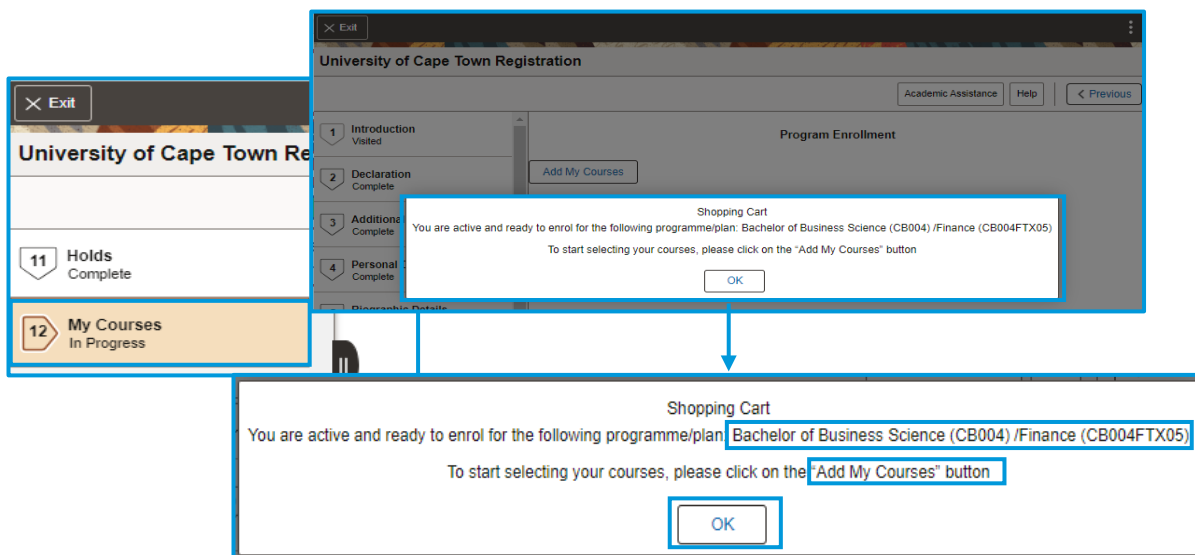 Exit
University of Cape Town Re
11 Holds
Complete
12 My Courses
In Progress
Exit
University of Cape Town Registration
Academic Assistance Help Previous
1 Introduction
Visited
2 Declaration
Complete
3 Additiona
Complete
4 Personal
Complete
Biographic Details
Program Enrollment
Add My Courses
Shopping Cart
You are active and ready to enrol for the following programme/plan: Bachelor of Business Science (CB004) /Finance (CB004FTX05)
To start selecting your courses, please click on the "Add My Courses" button
OK
Shopping Cart
You are active and ready to enrol for the following programme/plan: Bachelor of Business Science (CB004) /Finance (CB004FTX05)
To start selecting your courses, please click on the "Add My Courses" button
OK